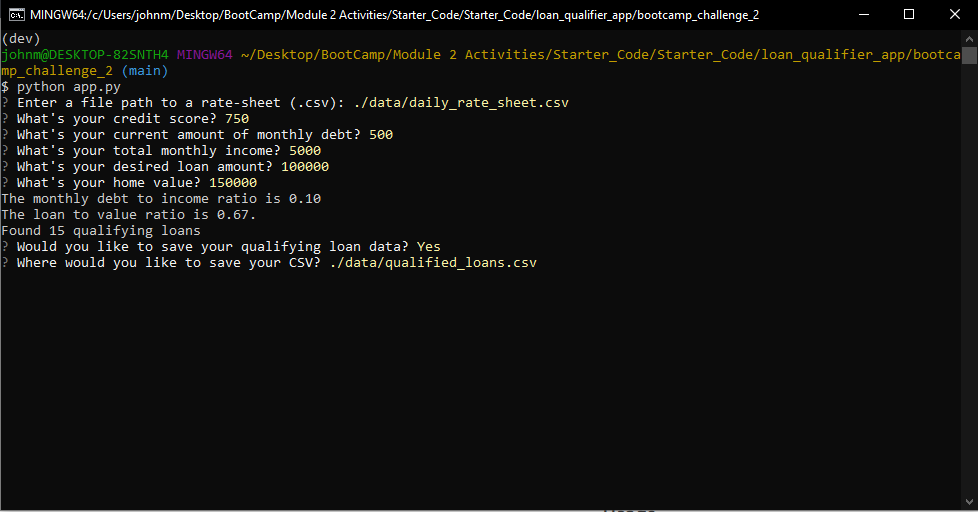 MINGW64:/c/Users/johnm/Desktop/BootCamp/Module 2 Activities/Starter_Code/Starter_Code/loan_qualifier_app/bootcamp_challenge_2
(dev)
johnm@DESKTOP-82SNTH4 MINGW64 ~/Desktop/BootCamp/Module 2 Activities/Starter_Code/Starter_Code/loan_qualifier_app/bootca
mp_challenge_2 (main)
$ python app.py
? Enter a file path to a rate-sheet (.csv): ./data/daily_rate_sheet.csv
? What's your credit score? 750
? What's your current amount of monthly debt? 500
? What's your total monthly income? 5000
? What's your desired loan amount? 100000
? What's your home value? 150000
The monthly debt to income ratio is 0.10
The loan to value ratio is 0.67.
Found 15 qualifying loans
? Would you like to save your qualifying loan data? Yes
? Where would you like to save your CSV? ./data/qualified_loans.csv